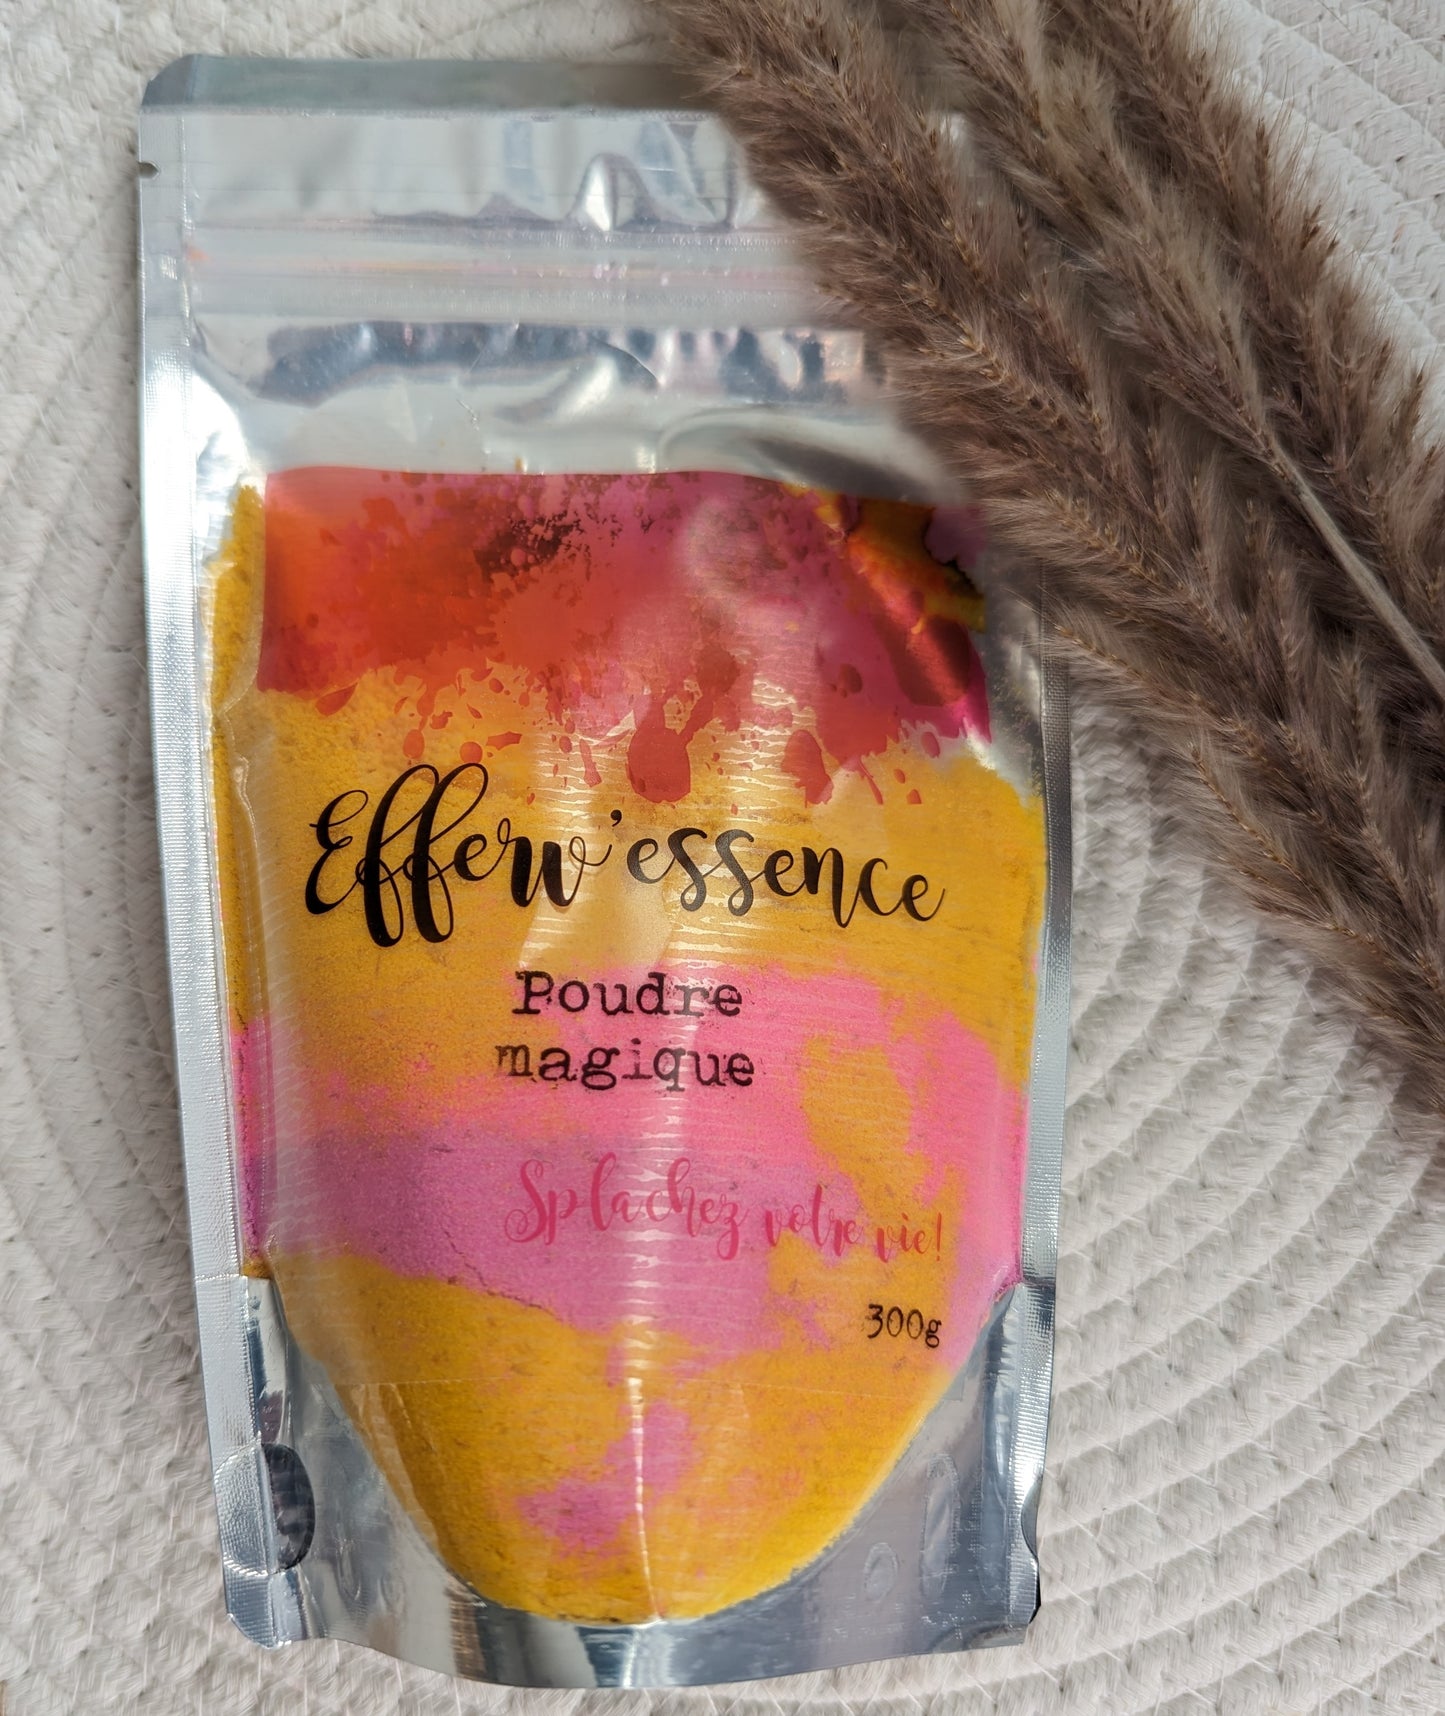 Efferv'essence
Poudre
magique
Splachez votre vie!
300g